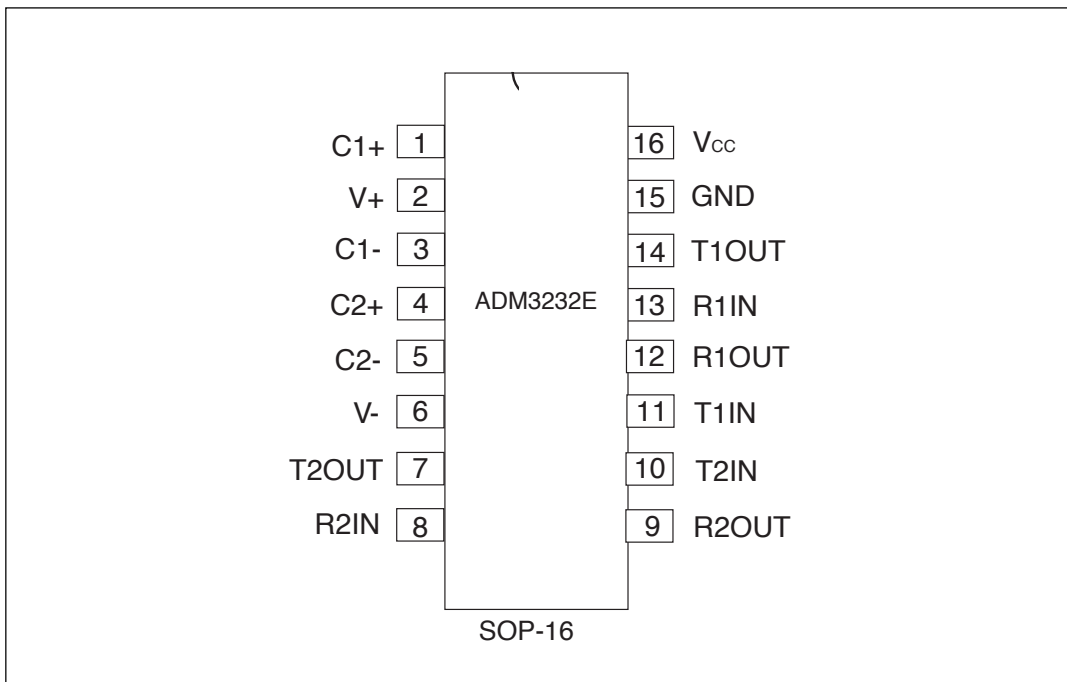 C1+ 1 16 Vcc
V+ 2 15 GND
C1- 3 14 T1OUT
C2+ 4 ADM3232E 13 R1IN
C2- 5 12 R1OUT
V- 6 11 T1IN
T2OUT 7 10 T2IN
R2IN 8 9 R2OUT
SOP-16